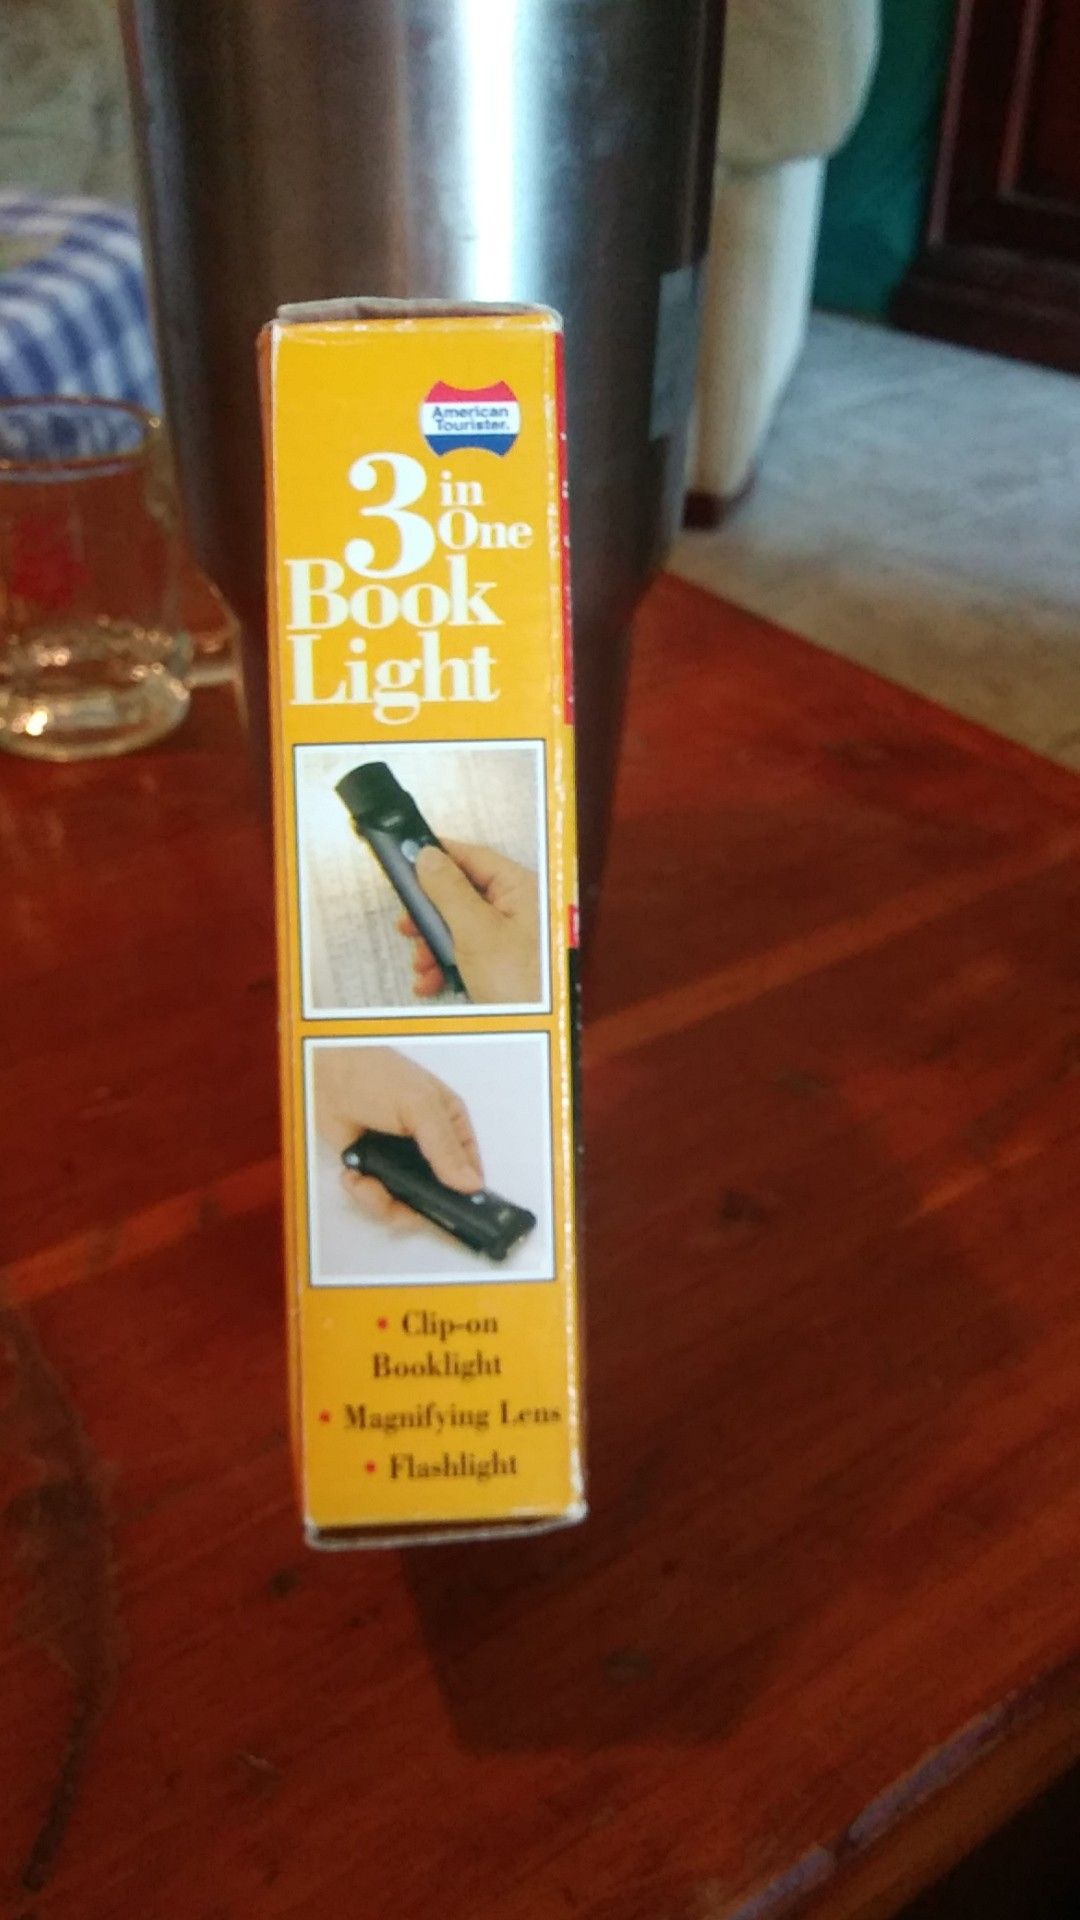 American
Tourister.
3 in
One
Book
Light
• Clip-on
Booklight
• Magnifying Lens
• Flashlight